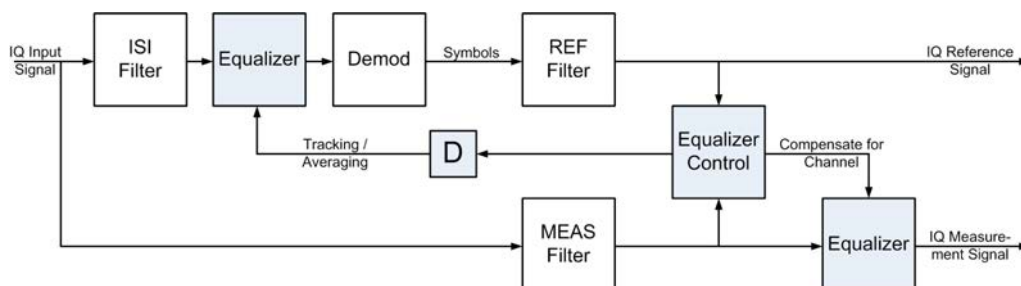 IQ Input
Signal
ISI
Filter
Equalizer
Demod
Symbols
REF
Filter
IQ Reference
Signal
Tracking /
Averaging
D
Equalizer
Control
Compensate for
Channel
MEAS
Filter
Equalizer
IQ Measure-
ment Signal